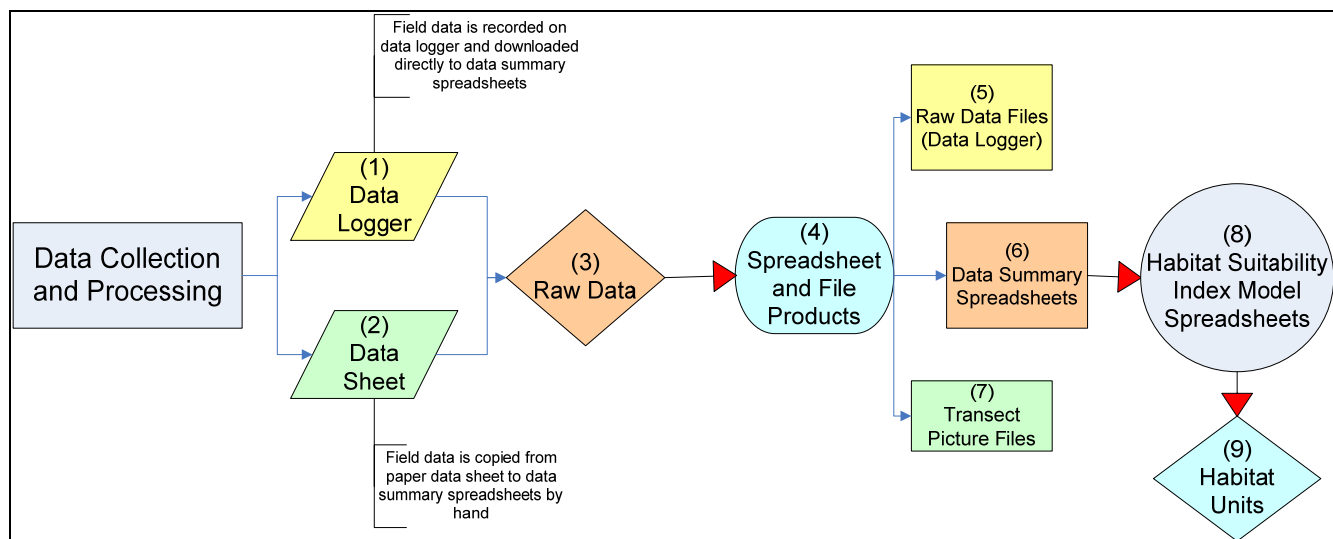 Field data is recorded on
data logger and downloaded
directly to data summary
spreadsheets
(1)
Data
Logger
Data Collection
and Processing
(2)
Data
Sheet
Field data is copied from
paper data sheet to data
summary spreadsheets by
hand
(3)
Raw Data
(4)
Spreadsheet
and File
Products
(5)
Raw Data Files
(Data Logger)
(6)
Data Summary
Spreadsheets
(7)
Transect
Picture Files
(8)
Habitat Suitability
Index Model
Spreadsheets
(9)
Habitat
Units